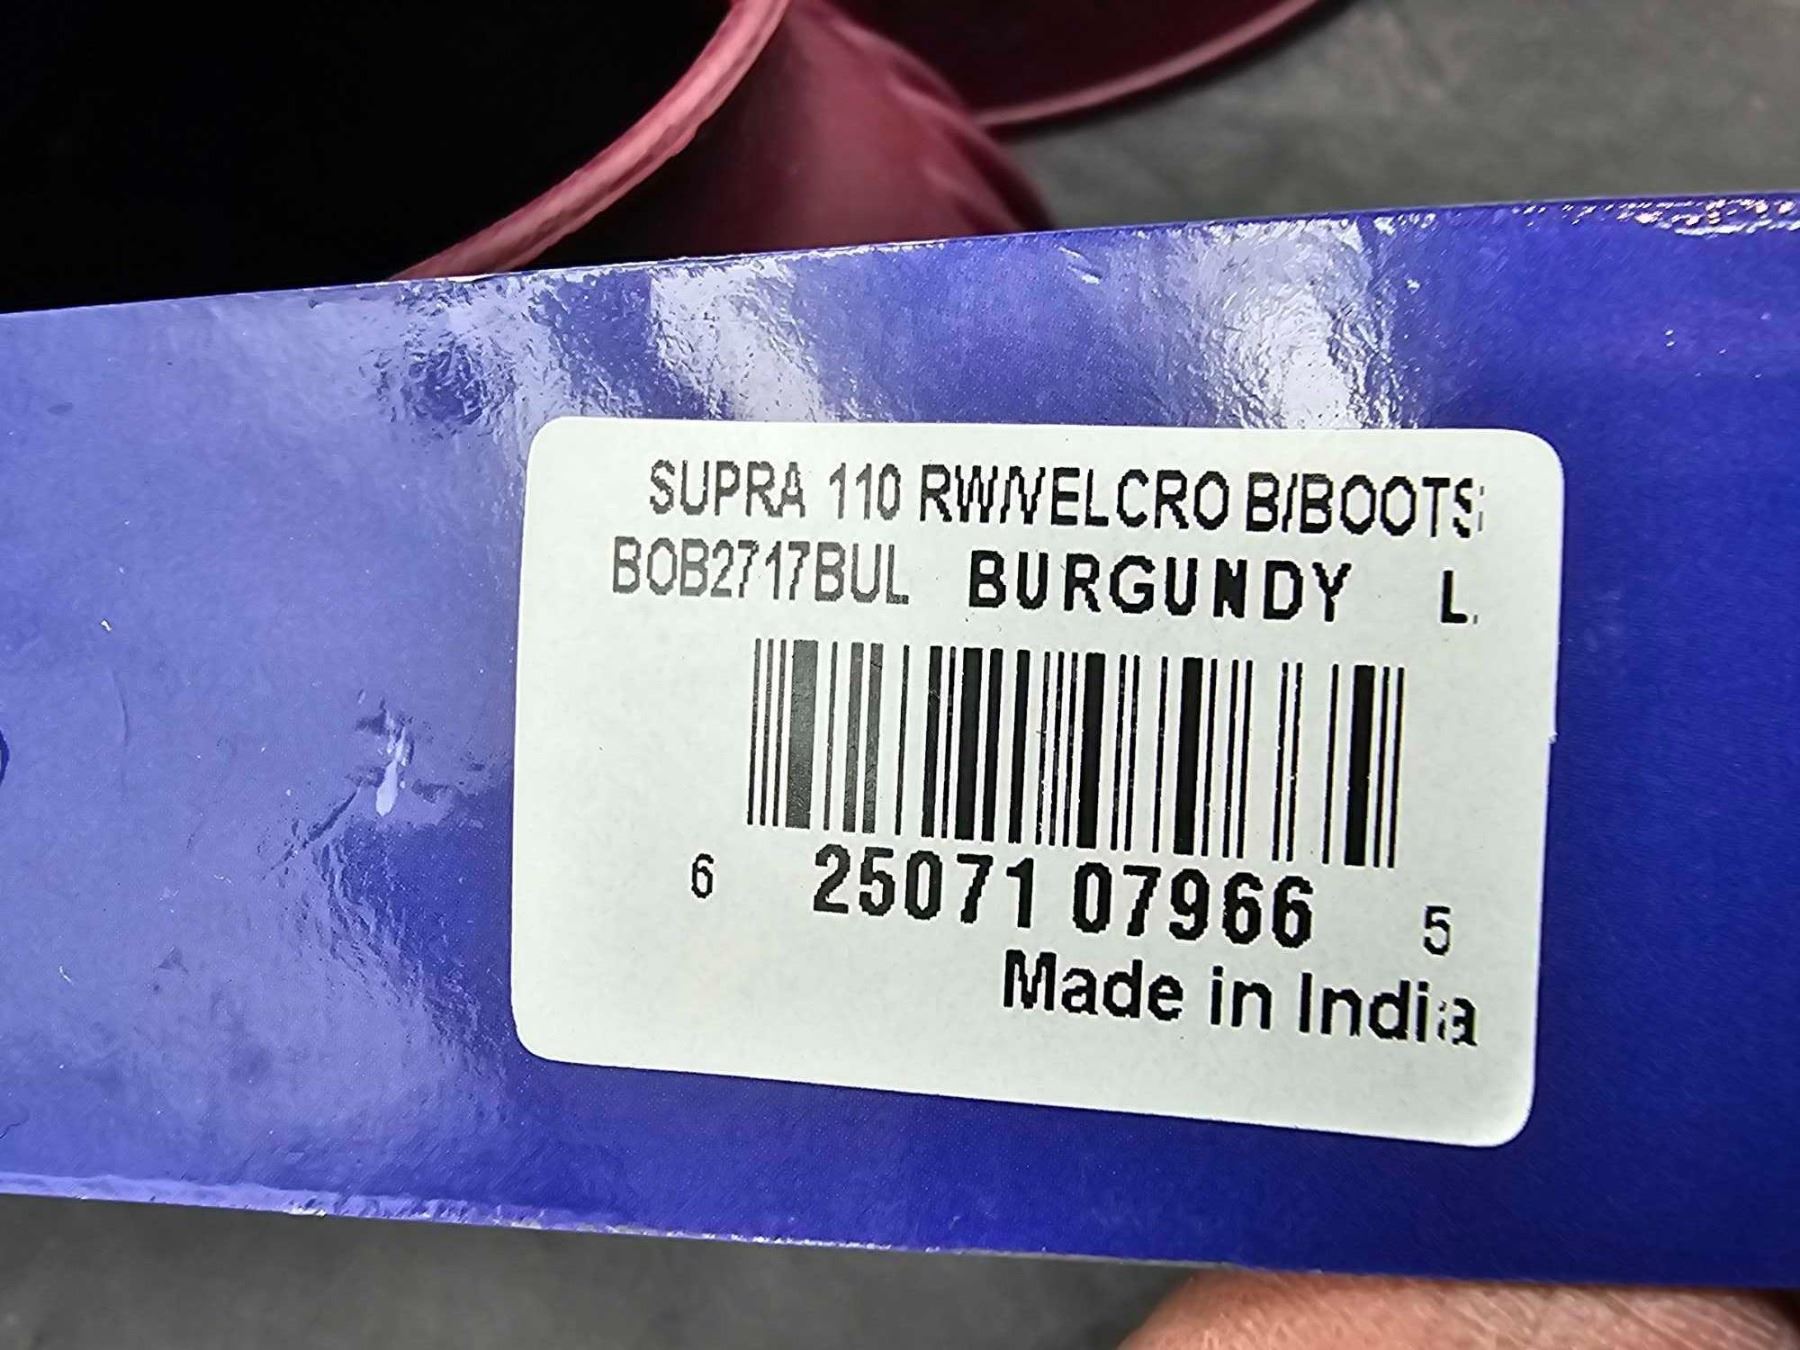 SUPRA 110 RW/VELCRO B/BOOTS
BOB2717BUL BURGUNDY L
6 25071 07966 5
Made in India